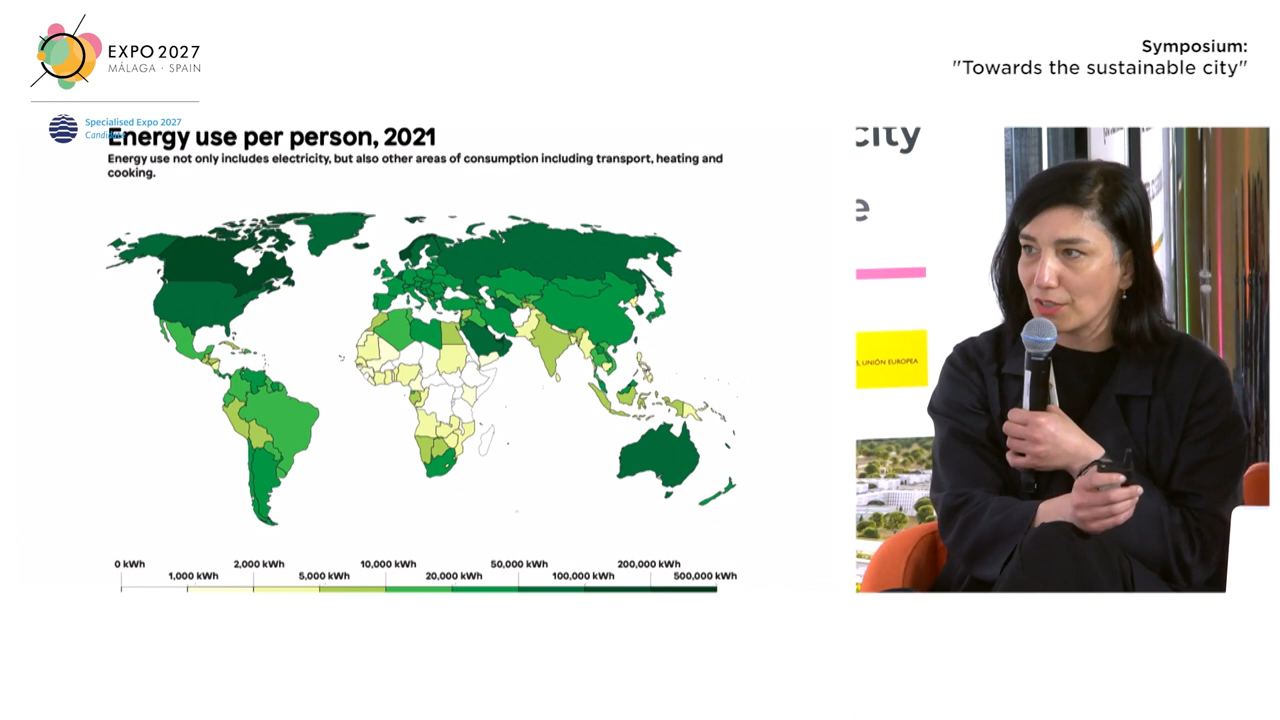 EXPO 2027
MÁLAGA · SPAIN
Symposium:
"Towards the sustainable city"
Specialised Expo 2027
Energy use per person, 2021
Energy use not only includes electricity, but also other areas of consumption including transport, heating and
cooking.
city
e
UNIÓN EUROPEA
0 kWh
2,000 kWh
10,000 kWh
50,000 kWh
200,000 kWh
1,000 kWh
5,000 kWh
20,000 kWh
100,000 kWh
500,000 kWh